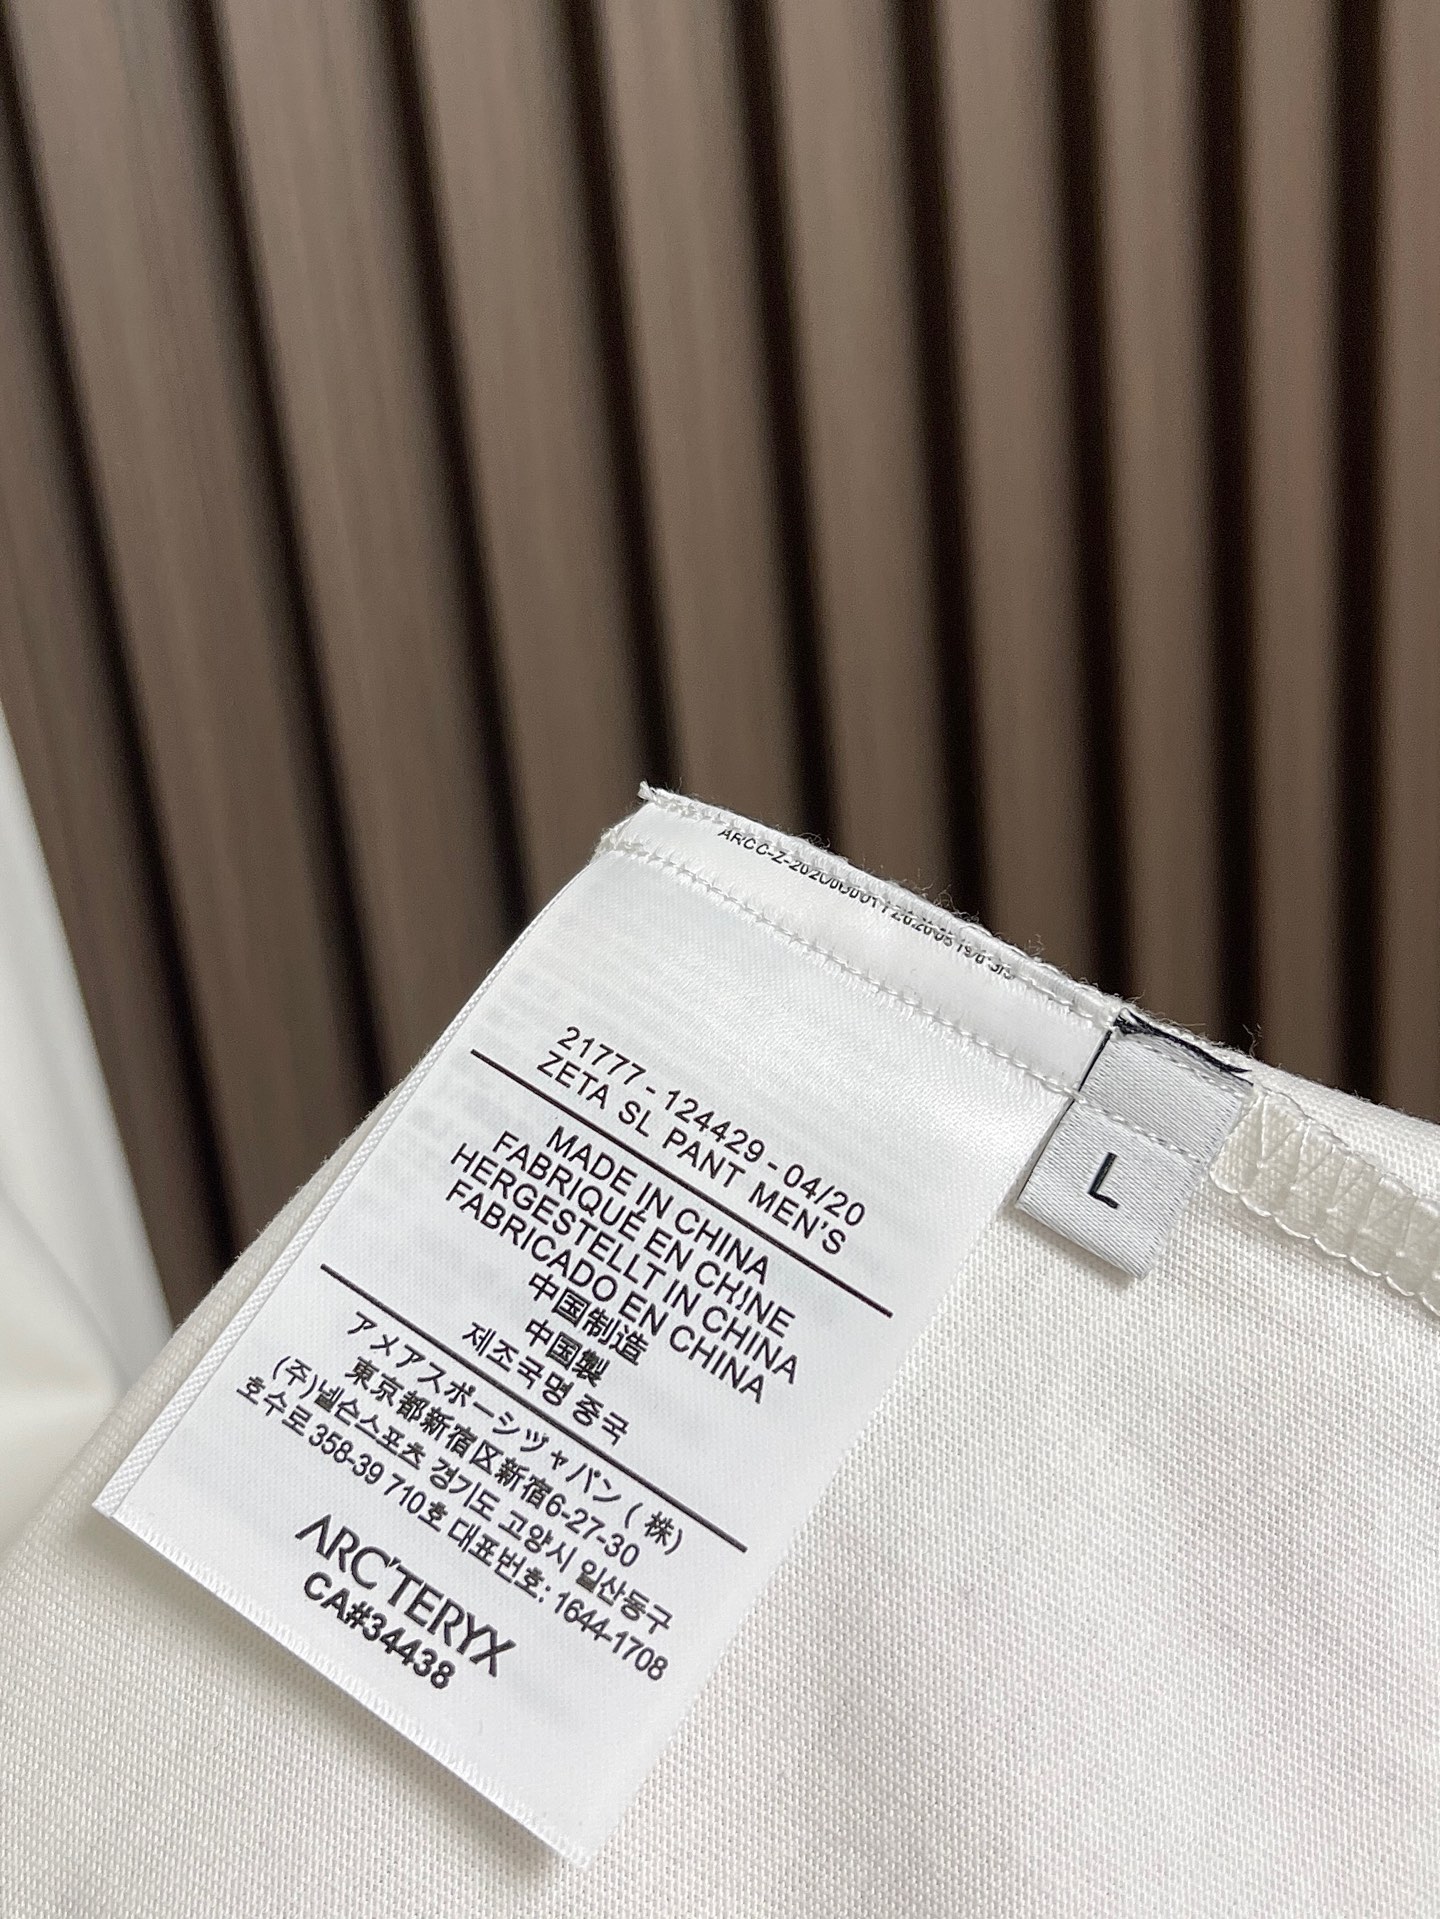 21777 - 124429 - 04/20
ZETA SL PANT MEN'S
MADE IN CHINA
FABRIQUÉ EN CHINE
HERGESTELLT IN CHINA
FABRICADO EN CHINA
中国制造
中国製
제조국명 중국
アメアスポーツジャパン ( 株)
東京都新宿区新宿6-27-30
(주)넬슨스포츠 경기도 고양시 일산동구
호수로 358-39 710호 대표번호: 1644-1708
ARC'TERYX
CA#34438
L